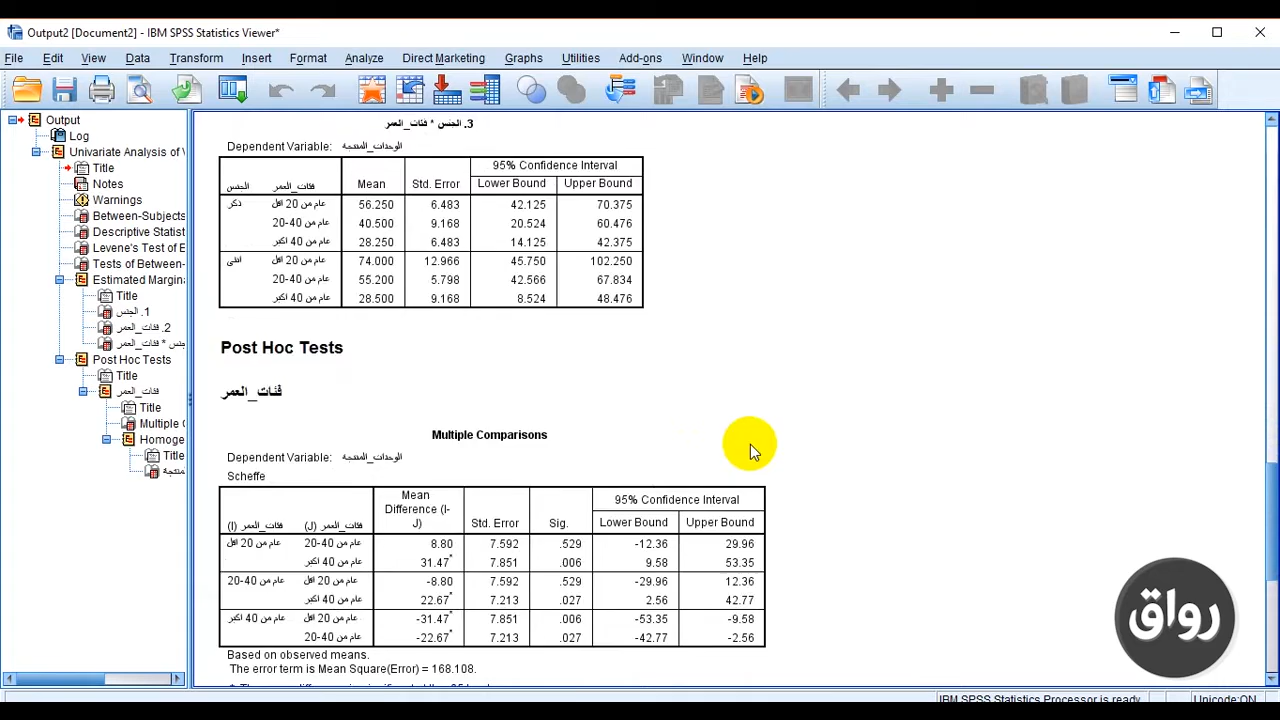 Output2 [Document2] - IBM SPSS Statistics Viewer*
File Edit View Data Transform Insert Format Analyze Direct Marketing Graphs Utilities Add-ons Window Help
Output
Log
Univariate Analysis of V
Title
Notes
Warnings
Between-Subjects
Descriptive Statist
Levene's Test of E
Tests of Between-
Estimated Margina
Title
1. الجنس
2. فئات_العمر
جنس * فئات_العمر
Post Hoc Tests
Title
فئات_العمر
Title
Multiple C
Homoge
Title
منتجة
3. الجنس * فئات_العمر
Dependent Variable: الوحدات_المنتجة
الجنس فئات_العمر Mean Std. Error 95% Confidence Interval
Lower Bound Upper Bound
ذكر عام من 20 اقل 56.250 6.483 42.125 70.375
عام من 20-40 40.500 9.168 20.524 60.476
عام من 40 اكبر 28.250 6.483 14.125 42.375
انثى عام من 20 اقل 74.000 12.966 45.750 102.250
عام من 20-40 55.200 5.798 42.566 67.834
عام من 40 اكبر 28.500 9.168 8.524 48.476
Post Hoc Tests
فئات_العمر
Multiple Comparisons
Dependent Variable: الوحدات_المنتجة
Scheffe
(I) فئات_العمر (J) فئات_العمر Mean Difference (I-J) Std. Error Sig. 95% Confidence Interval
Lower Bound Upper Bound
عام من 20 اقل عام من 20-40 8.80 7.592 .529 -12.36 29.96
عام من 40 اكبر 31.47* 7.851 .006 9.58 53.35
عام من 20-40 عام من 20 اقل -8.80 7.592 .529 -29.96 12.36
عام من 40 اكبر 22.67* 7.213 .027 2.56 42.77
عام من 40 اكبر عام من 20 اقل -31.47* 7.851 .006 -53.35 -9.58
عام من 20-40 -22.67* 7.213 .027 -42.77 -2.56
Based on observed means.
The error term is Mean Square(Error) = 168.108.
رواق
IBM SPSS Statistics Processor is ready
Unicode:ON